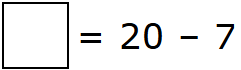 = 20 – 7